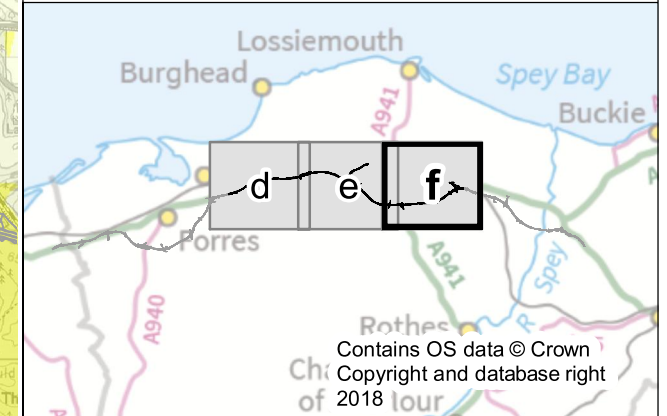 Lossiemouth
Burghead
Spey Bay
Buckie
A941
d
e
f
Forres
A941
R Spey
A940
Rothes
Contains OS data © Crown
Copyright and database right
2018